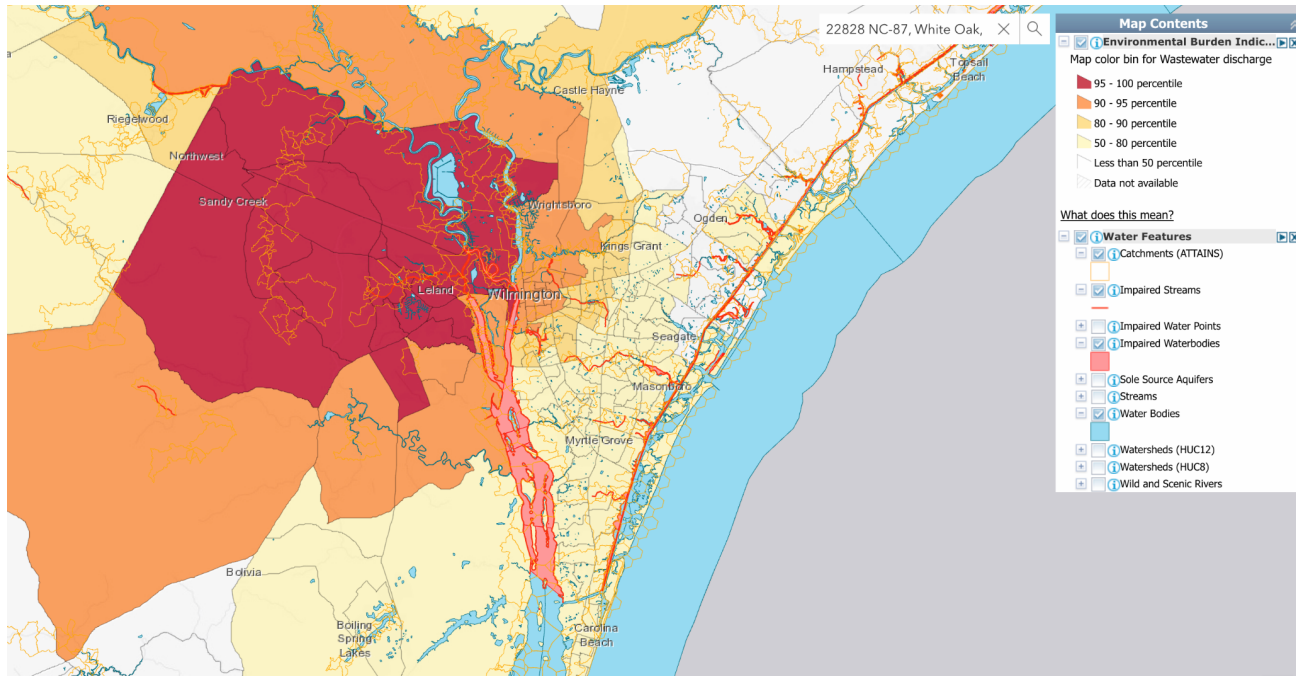 22828 NC-87, White Oak,
Hampstead
Topsail
Beach
Castle Hayne
Riegelwood
Northwest
Sandy Creek
Wrightsboro
Ogden
Kings Grant
Leland
Wilmington
Seagate
Masonboro
Myrtle Grove
Bolivia
Boiling
Spring
Lakes
Carolina
Beach
Map Contents
Environmental Burden Indic...
Map color bin for Wastewater discharge
95 - 100 percentile
90 - 95 percentile
80 - 90 percentile
50 - 80 percentile
Less than 50 percentile
Data not available
What does this mean?
Water Features
Catchments (ATTAINS)
Impaired Streams
Impaired Water Points
Impaired Waterbodies
Sole Source Aquifers
Streams
Water Bodies
Watersheds (HUC12)
Watersheds (HUC8)
Wild and Scenic Rivers